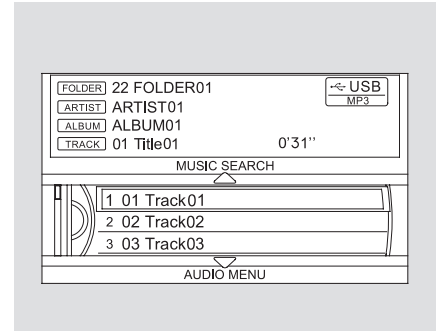 FOLDER 22 FOLDER01 USB
ARTIST ARTIST01 MP3
ALBUM ALBUM01
TRACK 01 Title01 0'31''
MUSIC SEARCH
1 01 Track01
2 02 Track02
3 03 Track03
AUDIO MENU